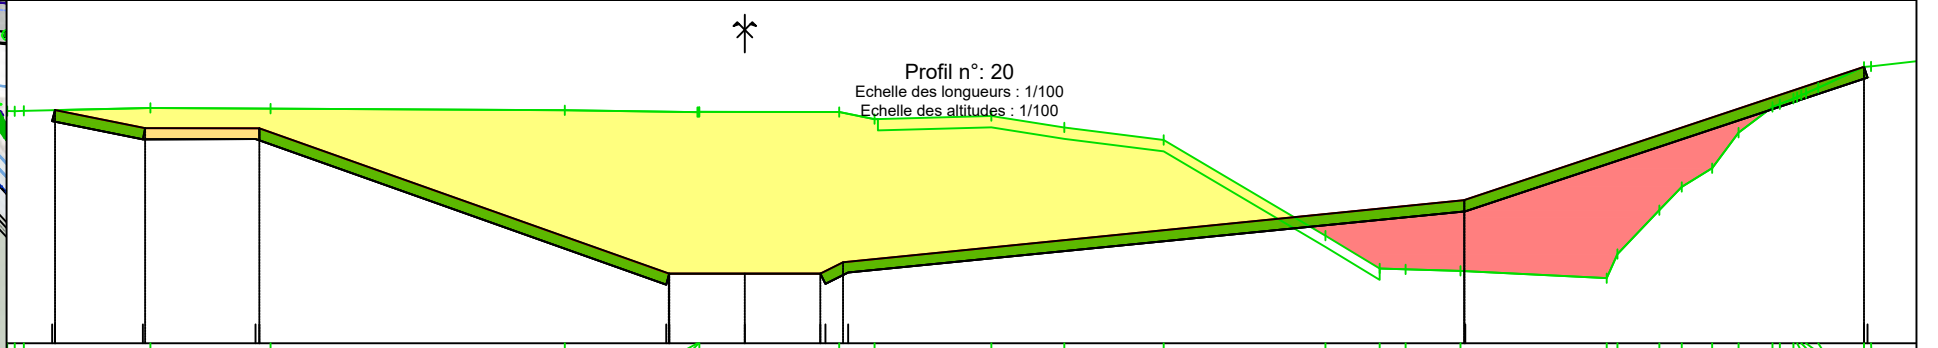 Profil n°: 20
Echelle des longueurs : 1/100
Echelle des altitudes : 1/100